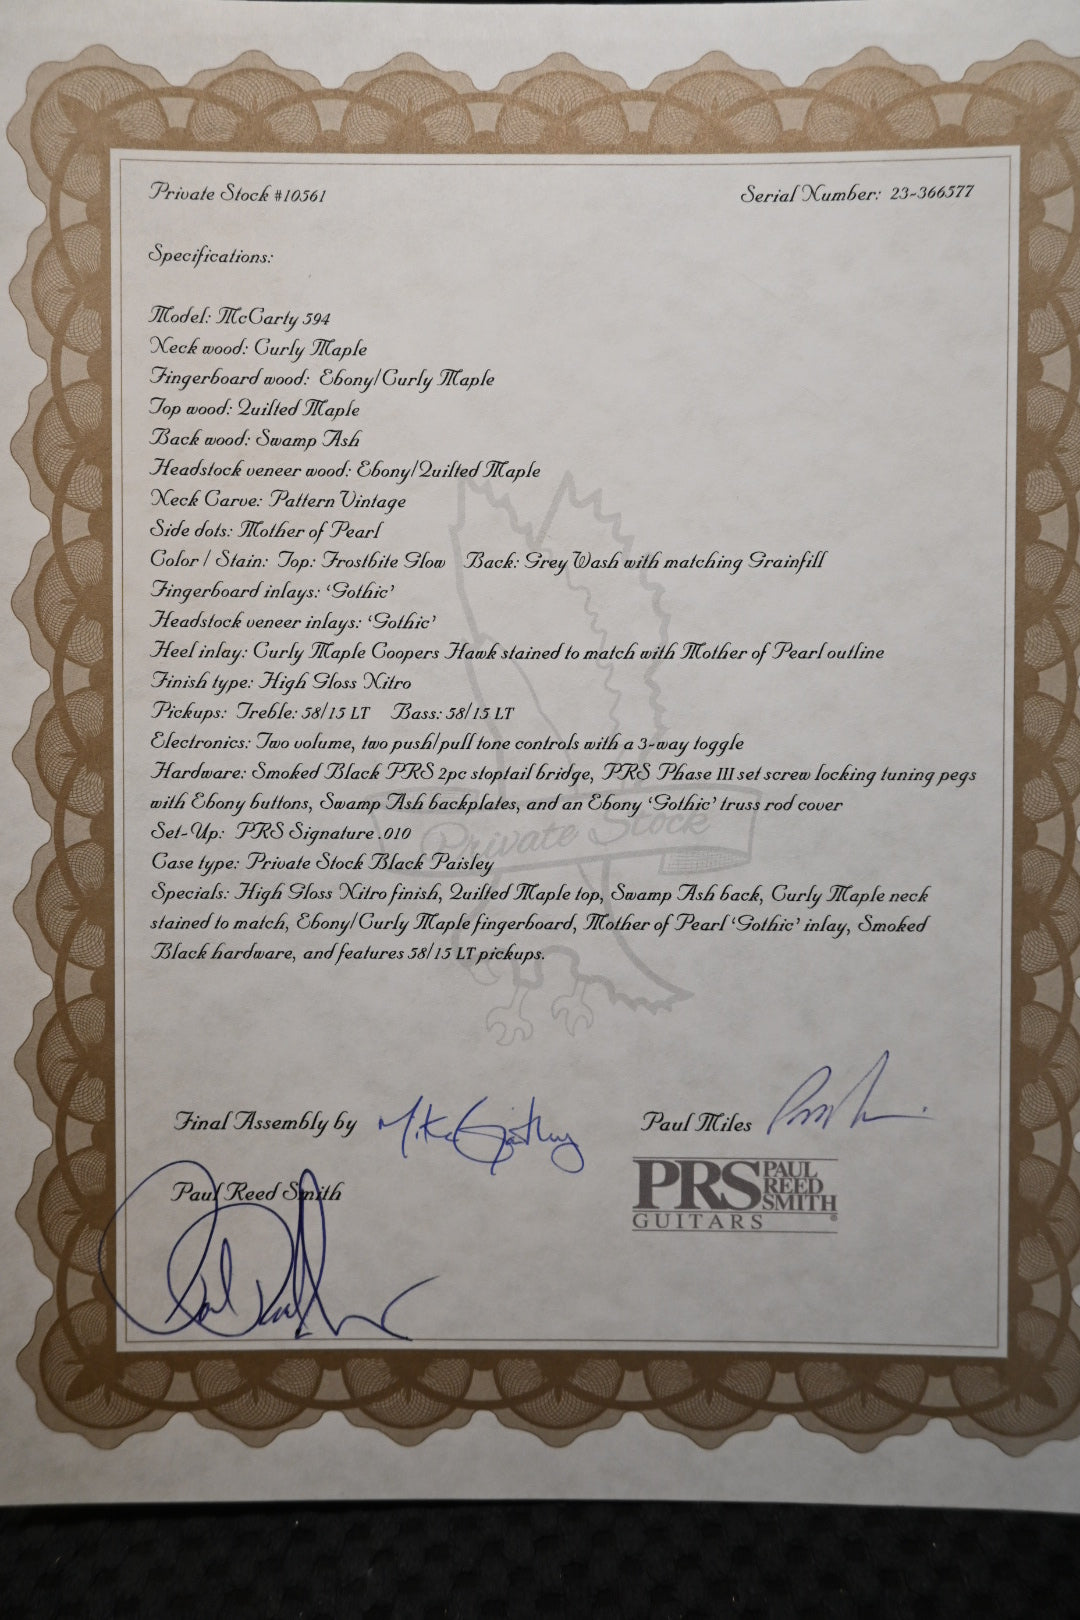 Private Stock #10561
Serial Number: 23-366577
Specifications:
Model: McCarty 594
Neck wood: Curly Maple
Fingerboard wood: Ebony/Curly Maple
Top wood: Quilted Maple
Back wood: Swamp Ash
Headstock veneer wood: Ebony/Quilted Maple
Neck Carve: Pattern Vintage
Side dots: Mother of Pearl
Color / Stain: Top: Frostbite Glow Back: Grey Wash with matching Grainfill
Fingerboard inlays: ‘Gothic’
Headstock veneer inlays: ‘Gothic’
Heel inlay: Curly Maple Coopers Hawk stained to match with Mother of Pearl outline
Finish type: High Gloss Nitro
Pickups: Treble: 58/15 LT Bass: 58/15 LT
Electronics: Two volume, two push/pull tone controls with a 3-way toggle
Hardware: Smoked Black PRS 2pc stoptail bridge, PRS Phase III set screw locking tuning pegs
with Ebony buttons, Swamp Ash backplates, and an Ebony ‘Gothic’ truss rod cover
Private Stock
Set-Up: PRS Signature .010
Case type: Private Stock Black Paisley
Specials: High Gloss Nitro finish, Quilted Maple top, Swamp Ash back, Curly Maple neck
stained to match, Ebony/Curly Maple fingerboard, Mother of Pearl ‘Gothic’ inlay, Smoked
Black hardware, and features 58/15 LT pickups.
Final Assembly by Mike
Paul Miles
Paul Reed Smith
PRS PAUL REED SMITH
GUITARS